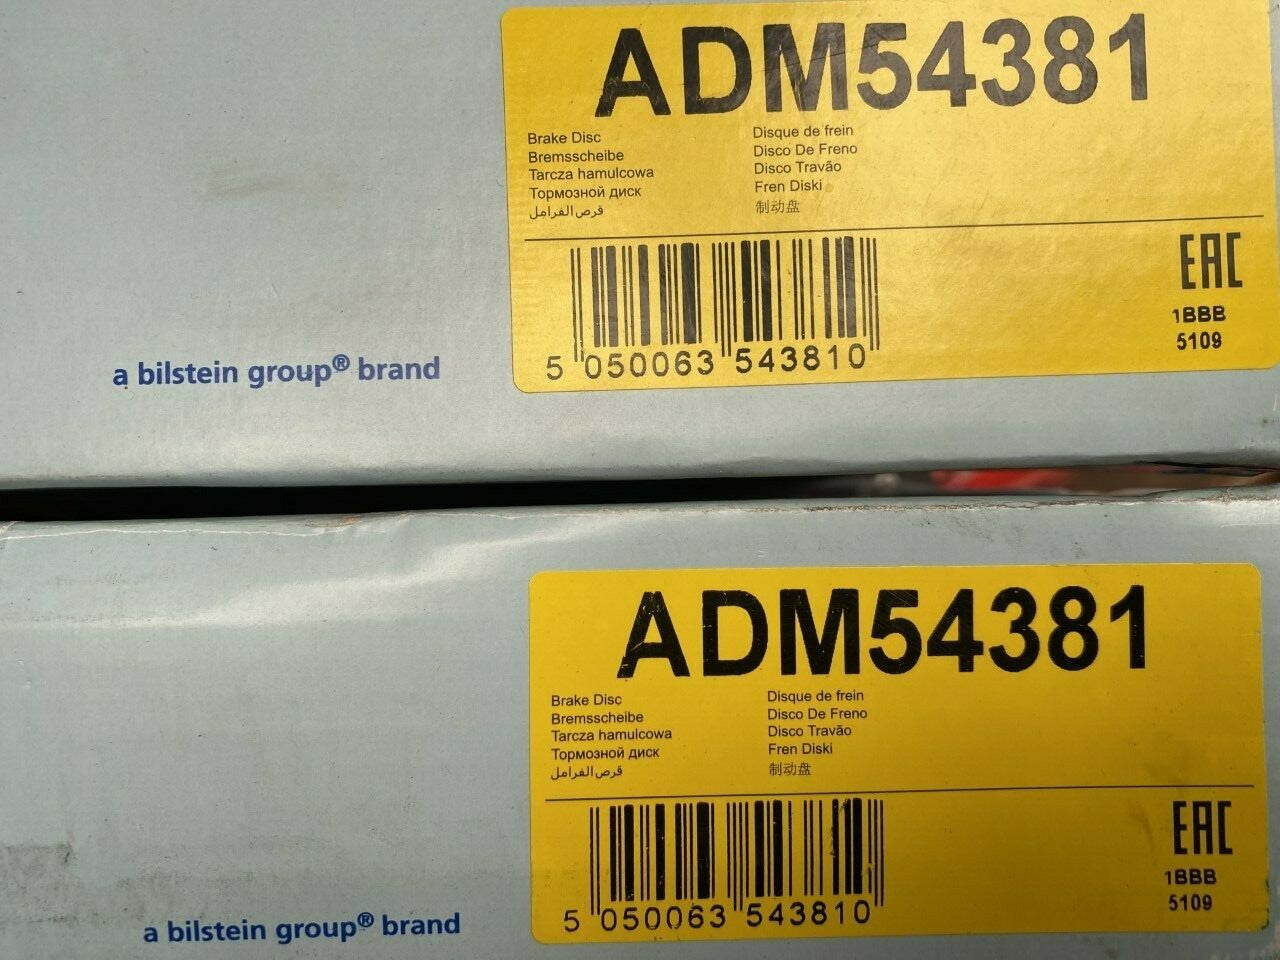 ADM54381
Brake Disc
Bremsscheibe
Tarcza hamulcowa
Тормозной диск
قرص الفرامل
Disque de frein
Disco De Freno
Disco Travão
Fren Diski
制动盘
EAC
1BBB
5109
5 050063 543810
a bilstein group® brand
ADM54381
Brake Disc
Bremsscheibe
Tarcza hamulcowa
Тормозной диск
قرص الفرامل
Disque de frein
Disco De Freno
Disco Travão
Fren Diski
制动盘
EAC
1BBB
5109
5 050063 543810
a bilstein group® brand